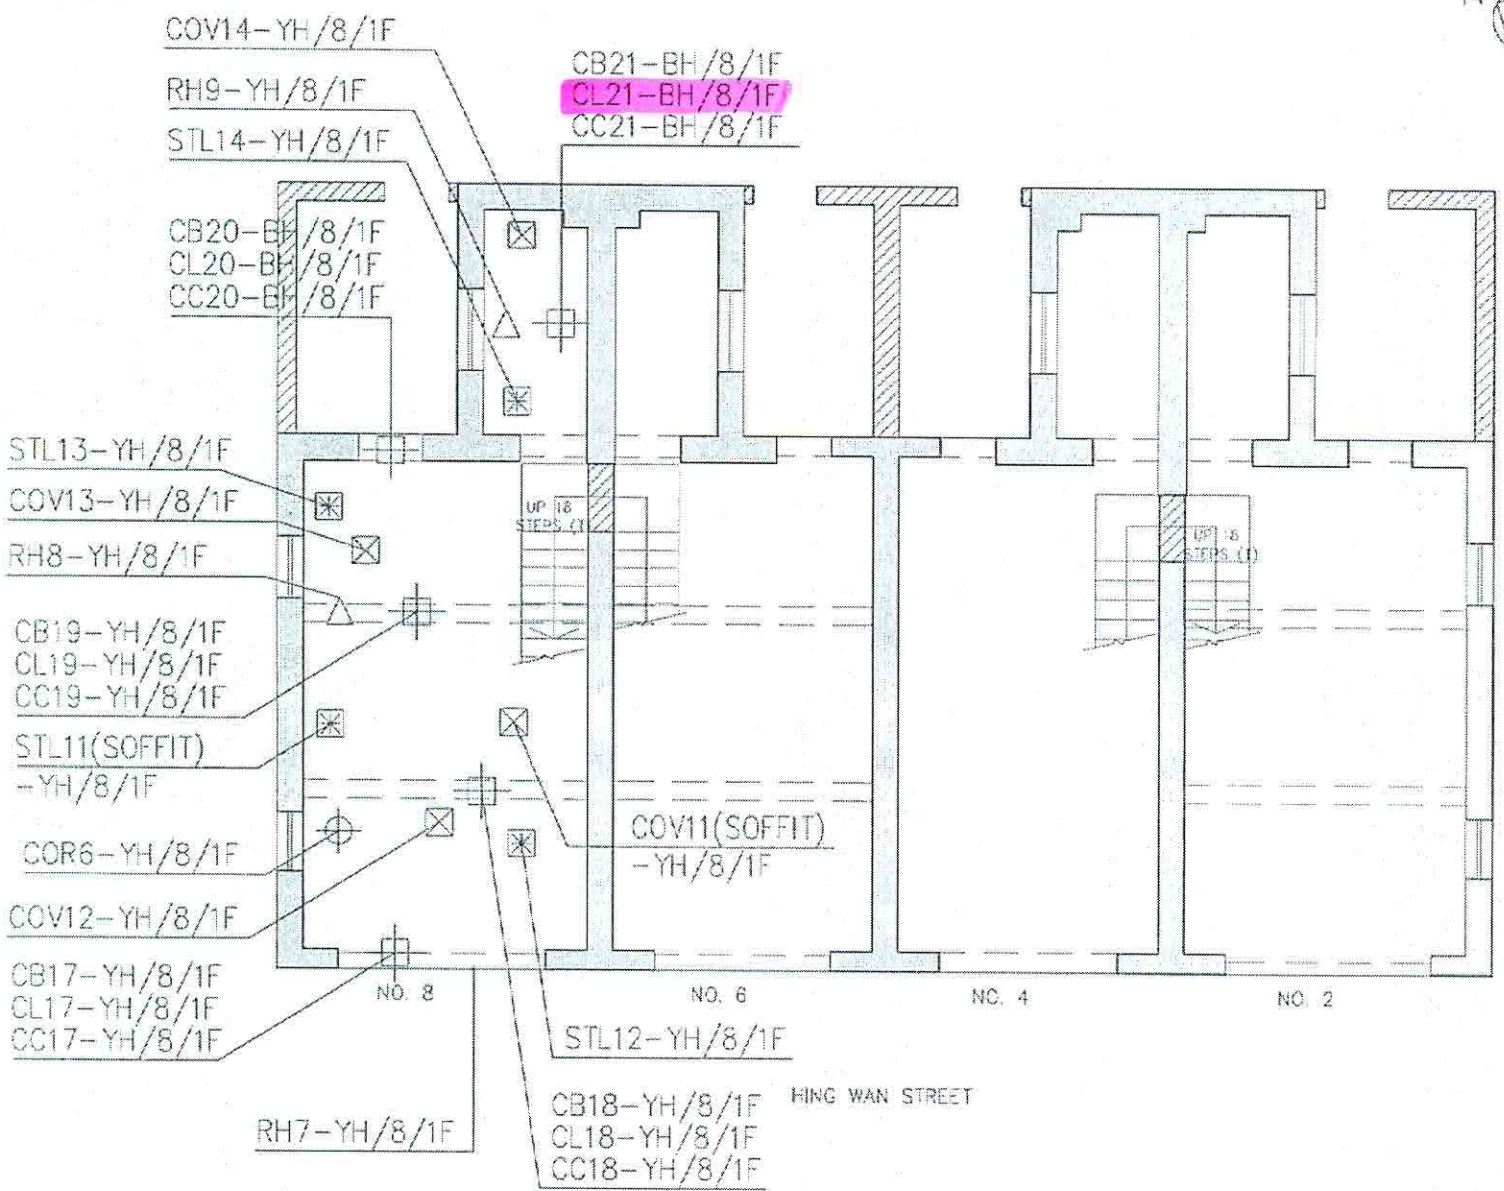 COV14-YH/8/1F
RH9-YH/8/1F
STL14-YH/8/1F
CB21-BH/8/1F
CL21-BH/8/1F
CC21-BH/8/1F
CB20-BH/8/1F
CL20-BH/8/1F
CC20-BH/8/1F
STL13-YH/8/1F
COV13-YH/8/1F
RH8-YH/8/1F
CB19-YH/8/1F
CL19-YH/8/1F
CC19-YH/8/1F
STL11(SOFFIT)
-YH/8/1F
COR6-YH/8/1F
COV12-YH/8/1F
CB17-YH/8/1F
CL17-YH/8/1F
CC17-YH/8/1F
UP 18
STEPS (1)
UP 18
STEPS (1)
COV11(SOFFIT)
-YH/8/1F
NO. 8
NO. 6
NO. 4
NO. 2
STL12-YH/8/1F
HING WAN STREET
CB18-YH/8/1F
CL18-YH/8/1F
CC18-YH/8/1F
RH7-YH/8/1F